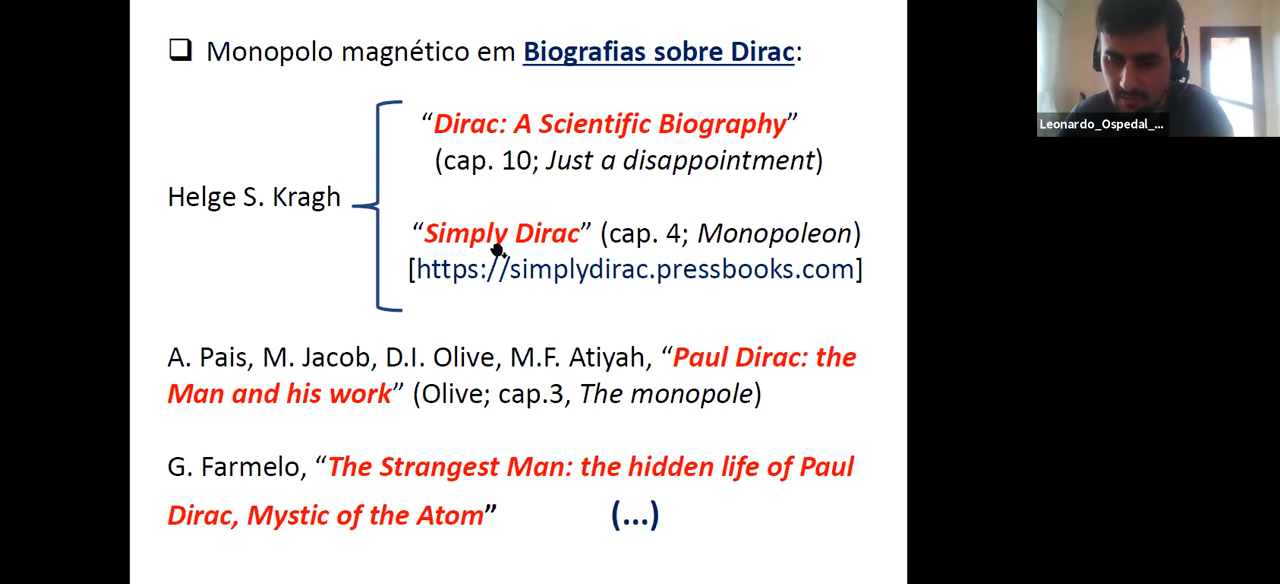 Monopolo magnético em Biografias sobre Dirac:
“Dirac: A Scientific Biography”
(cap. 10; Just a disappointment)
Helge S. Kragh
“Simply Dirac” (cap. 4; Monopoleon)
[https://simplydirac.pressbooks.com]
A. Pais, M. Jacob, D.I. Olive, M.F. Atiyah, “Paul Dirac: the
Man and his work” (Olive; cap.3, The monopole)
G. Farmelo, “The Strangest Man: the hidden life of Paul
Dirac, Mystic of the Atom” (...)
Leonardo_Ospedal_...